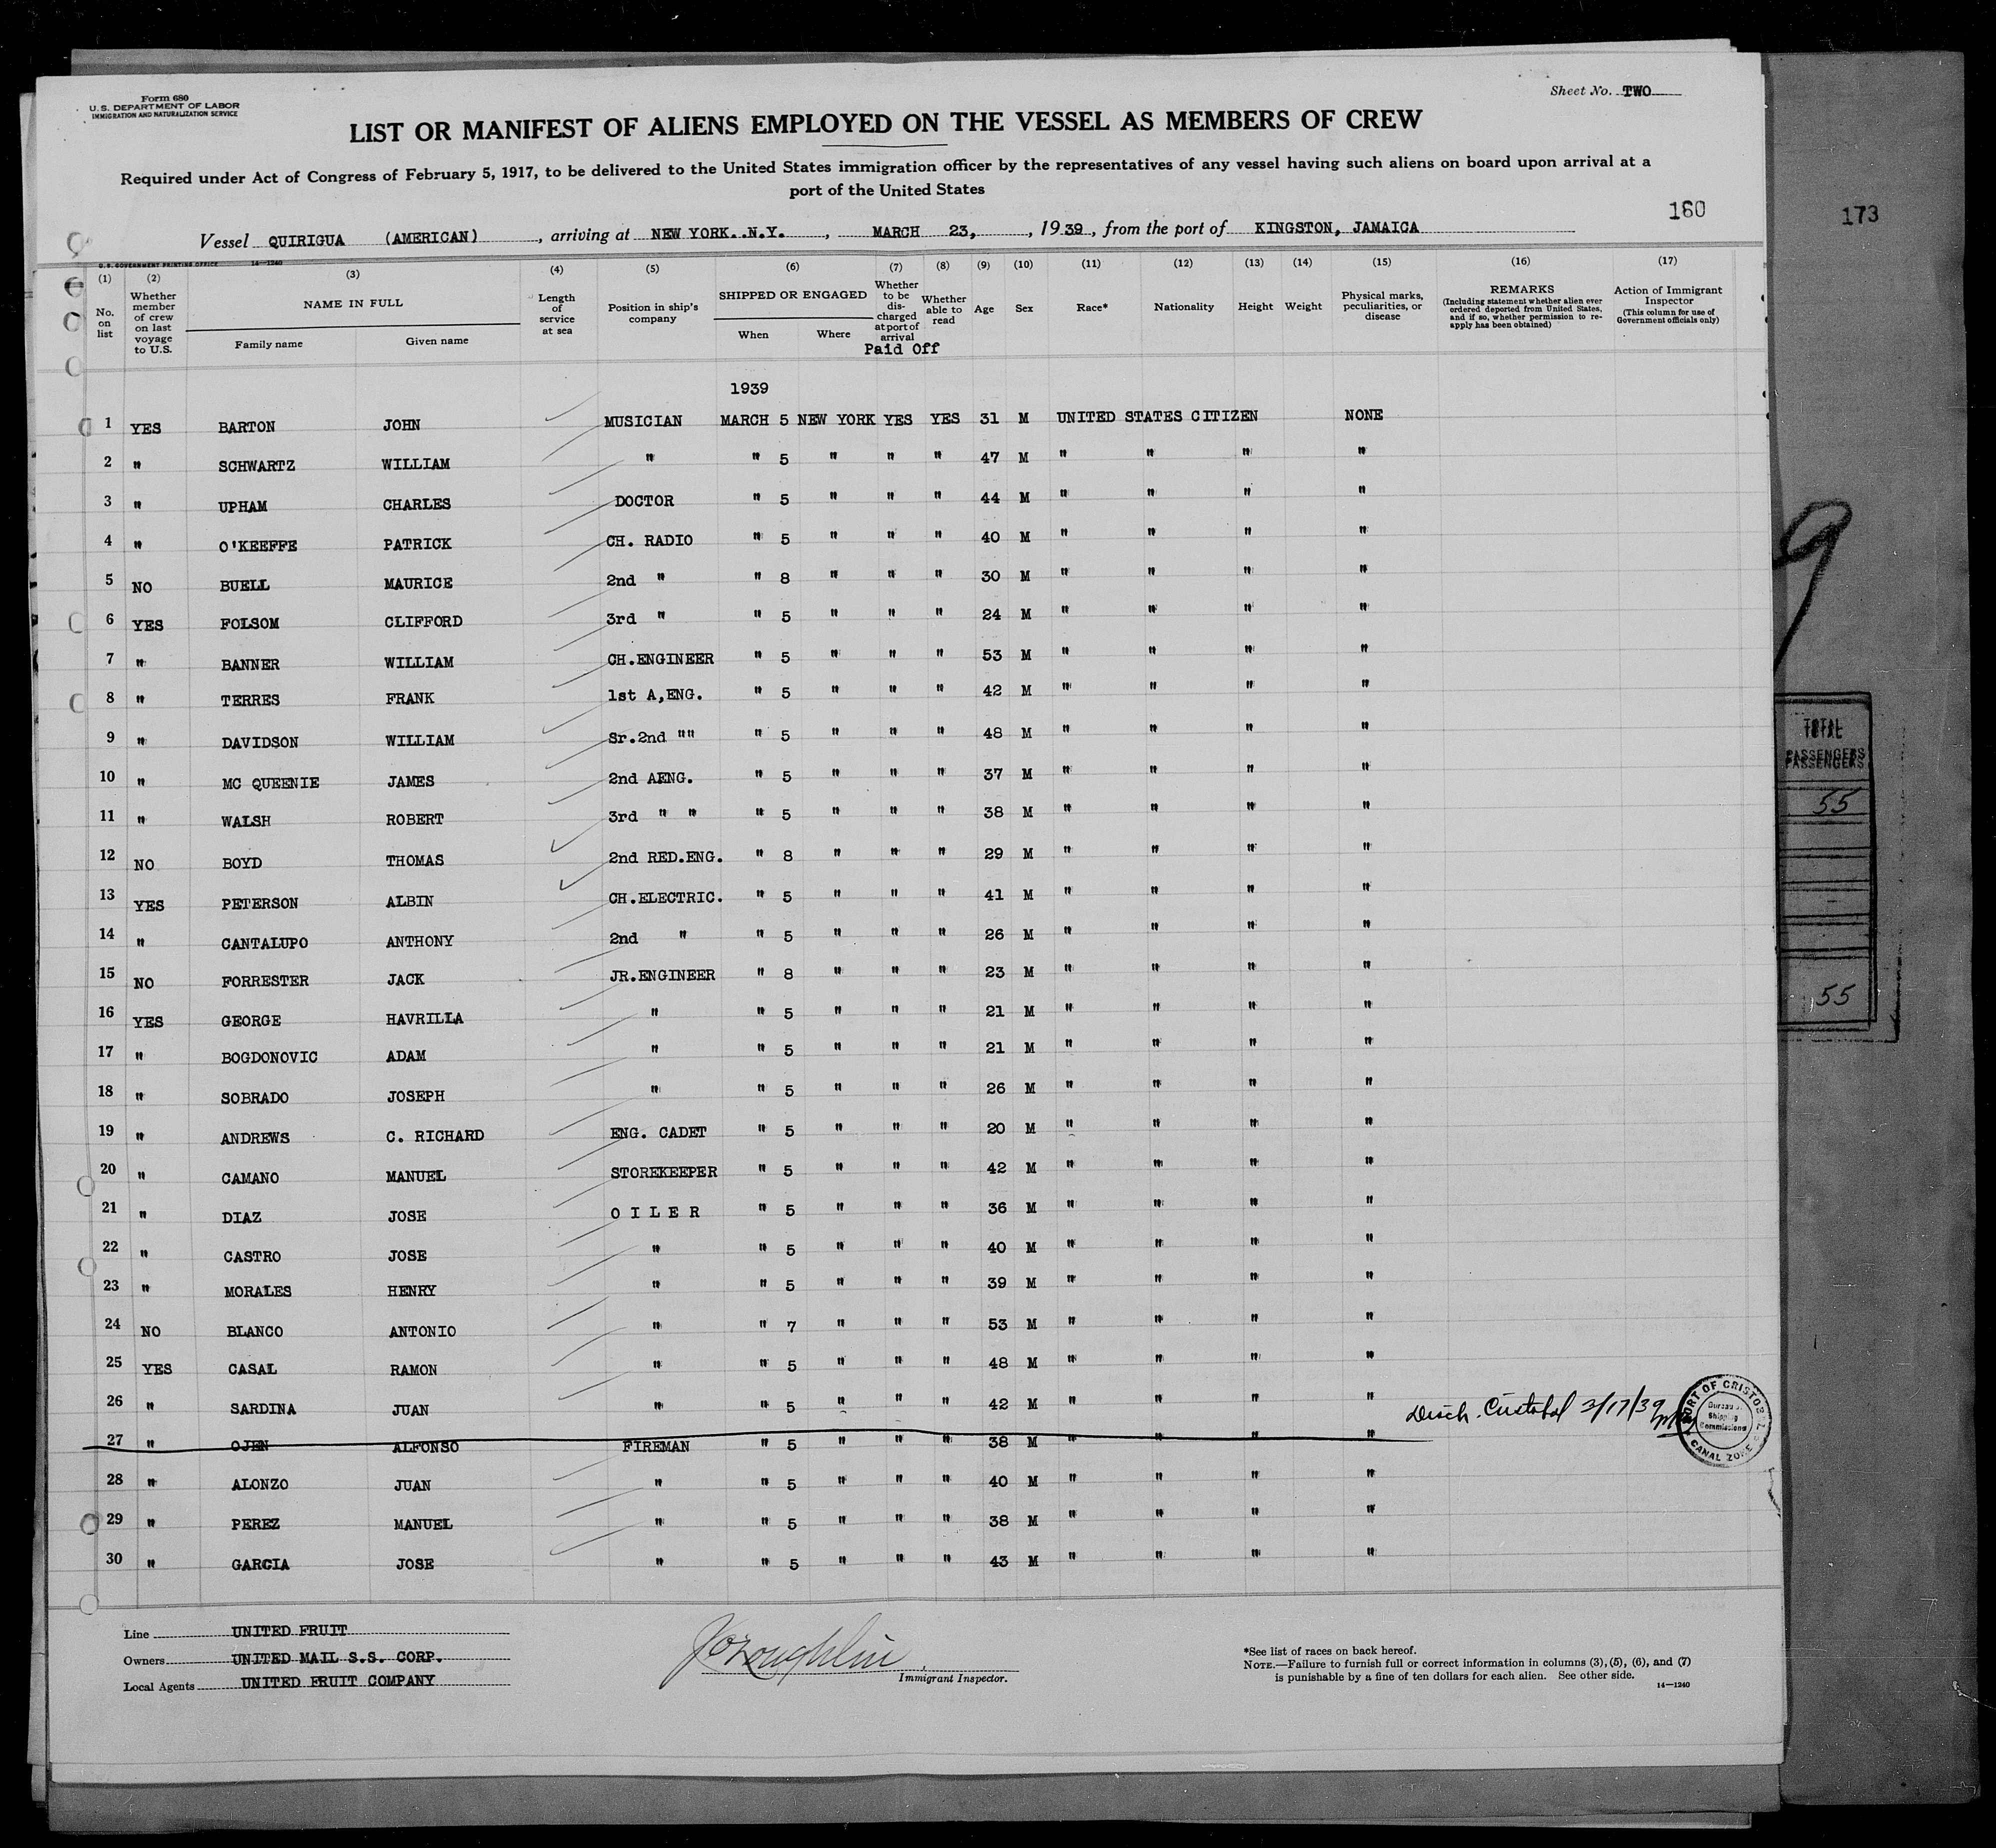 Form 680
U.S. DEPARTMENT OF LABOR
IMMIGRATION AND NATURALIZATION SERVICE
Sheet No. TWO
LIST OR MANIFEST OF ALIENS EMPLOYED ON THE VESSEL AS MEMBERS OF CREW
Required under Act of Congress of February 5, 1917, to be delivered to the United States immigration officer by the representatives of any vessel having such aliens on board upon arrival at a
port of the United States
160
173
Vessel QUIRIGUA (AMERICAN), arriving at NEW YORK. N.Y., MARCH 23, , 1939, from the port of KINGSTON, JAMAICA
U.S. GOVERNMENT PRINTING OFFICE 14—1240
(1) (2) (3) (4) (5) (6) (7) (8) (9) (10) (11) (12) (13) (14) (15) (16) (17)
No. on list
Whether member of crew on last voyage to U.S.
NAME IN FULL
Family name Given name
Length of service at sea
Position in ship's company
SHIPPED OR ENGAGED
When Where
Whether to be discharged at port of arrival
Paid Off
Whether able to read
Age Sex Race* Nationality Height Weight
Physical marks, peculiarities, or disease
REMARKS
(Including statement whether alien ever ordered deported from United States, and if so, whether permission to reapply has been obtained)
Action of Immigrant Inspector
(This column for use of Government officials only)
1939
1 YES BARTON JOHN MUSICIAN MARCH 5 NEW YORK YES YES 31 M UNITED STATES CITIZEN NONE
2 " SCHWARTZ WILLIAM " " 5 " " " 47 M " " " "
3 " UPHAM CHARLES DOCTOR " 5 " " " 44 M " " " "
4 " O'KEEFFE PATRICK CH. RADIO " 5 " " " 40 M " " " "
5 NO BUELL MAURICE 2nd " " 8 " " " 30 M " " " "
6 YES FOLSOM CLIFFORD 3rd " " 5 " " " 24 M " " " "
7 " BANNER WILLIAM CH.ENGINEER " 5 " " " 53 M " " " "
8 " TERRES FRANK 1st A,ENG. " 5 " " " 42 M " " " "
9 " DAVIDSON WILLIAM Sr.2nd "" " 5 " " " 48 M " " " "
10 " MC QUEENIE JAMES 2nd AENG. " 5 " " " 37 M " " " "
11 " WALSH ROBERT 3rd " " " 5 " " " 38 M " " " "
12 NO BOYD THOMAS 2nd RED.ENG. " 8 " " " 29 M " " " "
13 YES PETERSON ALBIN CH.ELECTRIC. " 5 " " " 41 M " " " "
14 " CANTALUPO ANTHONY 2nd " " 5 " " " 26 M " " " "
15 NO FORRESTER JACK JR.ENGINEER " 8 " " " 23 M " " " "
16 YES GEORGE HAVRILLA " " 5 " " " 21 M " " " "
17 " BOGDONOVIC ADAM " " 5 " " " 21 M " " " "
18 " SOBRADO JOSEPH " " 5 " " " 26 M " " " "
19 " ANDREWS C. RICHARD ENG. CADET " 5 " " " 20 M " " " "
20 " CAMANO MANUEL STOREKEEPER " 5 " " " 42 M " " " "
21 " DIAZ JOSE O I L E R " 5 " " " 36 M " " " "
22 " CASTRO JOSE " " 5 " " " 40 M " " " "
23 " MORALES HENRY " " 5 " " " 39 M " " " "
24 NO BLANCO ANTONIO " " 7 " " " 53 M " " " "
25 YES CASAL RAMON " " 5 " " " 48 M " " " "
26 " SARDINA JUAN " " 5 " " " 42 M " " " "
Disch. Cristobal 3/17/39
PORT OF CRISTOBAL
Bureau of Shipping Commissions
CANAL ZONE
27 " OJEN ALFONSO FIREMAN " 5 " " " 38 M " " " "
28 " ALONZO JUAN " " 5 " " " 40 M " " " "
29 " PEREZ MANUEL " " 5 " " " 38 M " " " "
30 " GARCIA JOSE " " 5 " " " 43 M " " " "
TOTAL
PASSENGERS
55
55
9
Line UNITED FRUIT
Owners UNITED MAIL S.S. CORP.
Local Agents UNITED FRUIT COMPANY
Immigrant Inspector.
*See list of races on back hereof.
NOTE.—Failure to furnish full or correct information in columns (3), (5), (6), and (7)
is punishable by a fine of ten dollars for each alien. See other side.
14—1240